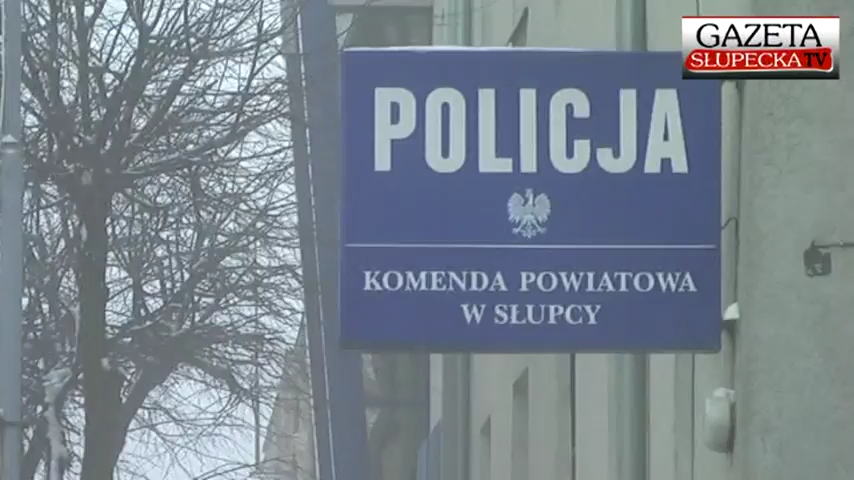 GAZETA
SŁUPECKA TV
POLICJA
KOMENDA POWIATOWA
W SŁUPCY